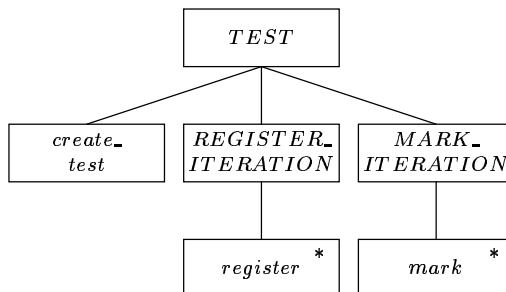 TEST
create_
test
REGISTER_
ITERATION
MARK_
ITERATION
register *
mark *